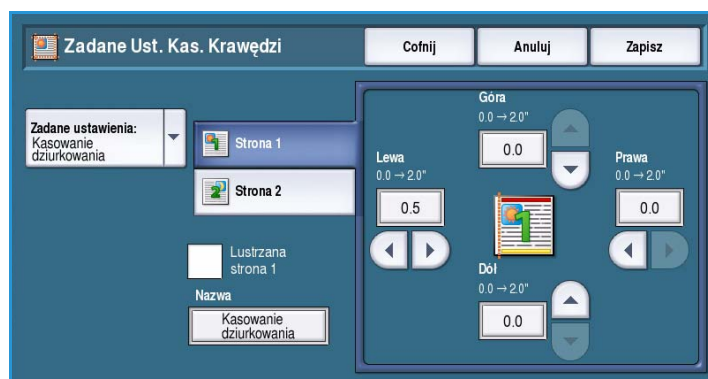 Zadane Ust. Kas. Krawędzi
Cofnij
Anuluj
Zapisz
Zadane ustawienia:
Kasowanie
dziurkowania
Strona 1
Strona 2
Lustrzana
strona 1
Nazwa
Kasowanie
dziurkowania
Góra
0.0 → 2.0"
0.0
Lewa
0.0 → 2.0"
0.5
Prawa
0.0 → 2.0"
0.0
Dół
0.0 → 2.0"
0.0